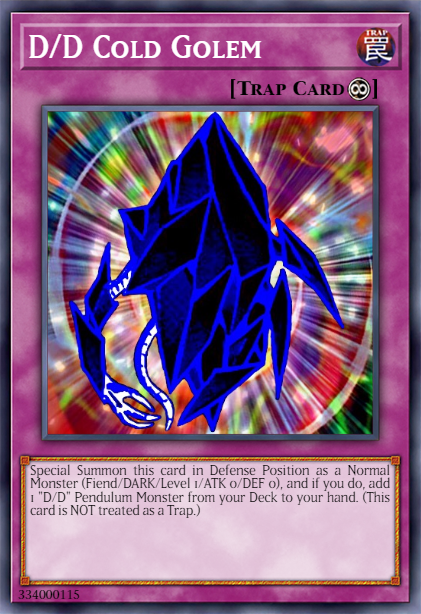 D/D Cold Golem
TRAP
罠
[Trap Card]
Special Summon this card in Defense Position as a Normal
Monster (Fiend/DARK/Level 1/ATK 0/DEF 0), and if you do, add
1 "D/D" Pendulum Monster from your Deck to your hand. (This
card is NOT treated as a Trap.)
334000115